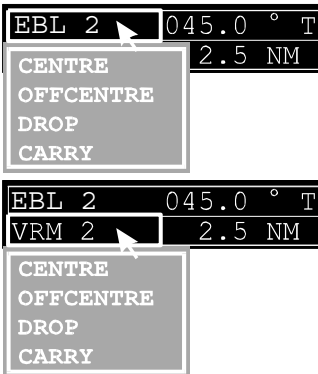 EBL 2 045.0 ° T
2.5 NM
CENTRE
OFFCENTRE
DROP
CARRY
EBL 2 045.0 ° T
VRM 2 2.5 NM
CENTRE
OFFCENTRE
DROP
CARRY